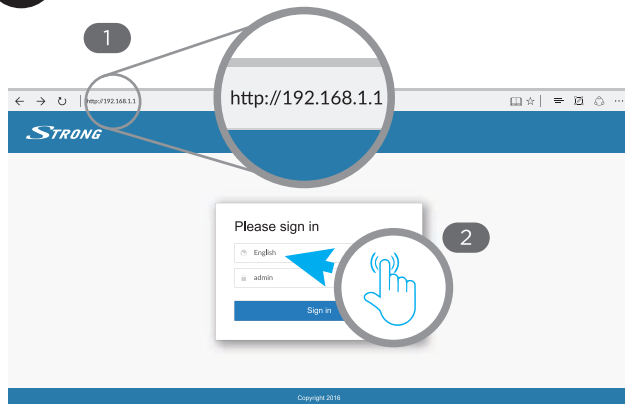 1
http://192.168.1.1
http://192.168.1.1
STRONG
Please sign in
2
English
admin
Sign in
Copyright 2016